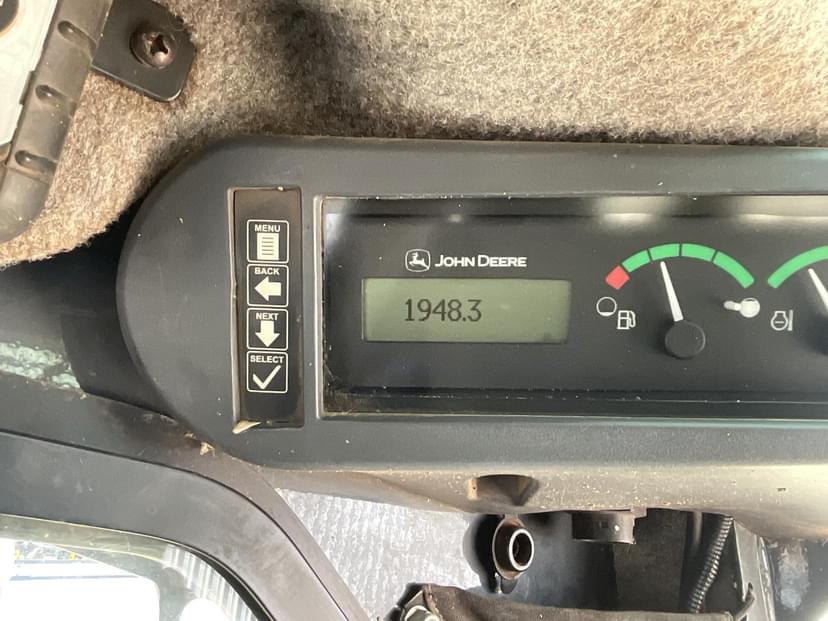 MENU
BACK
NEXT
SELECT
JOHN DEERE
1948.3